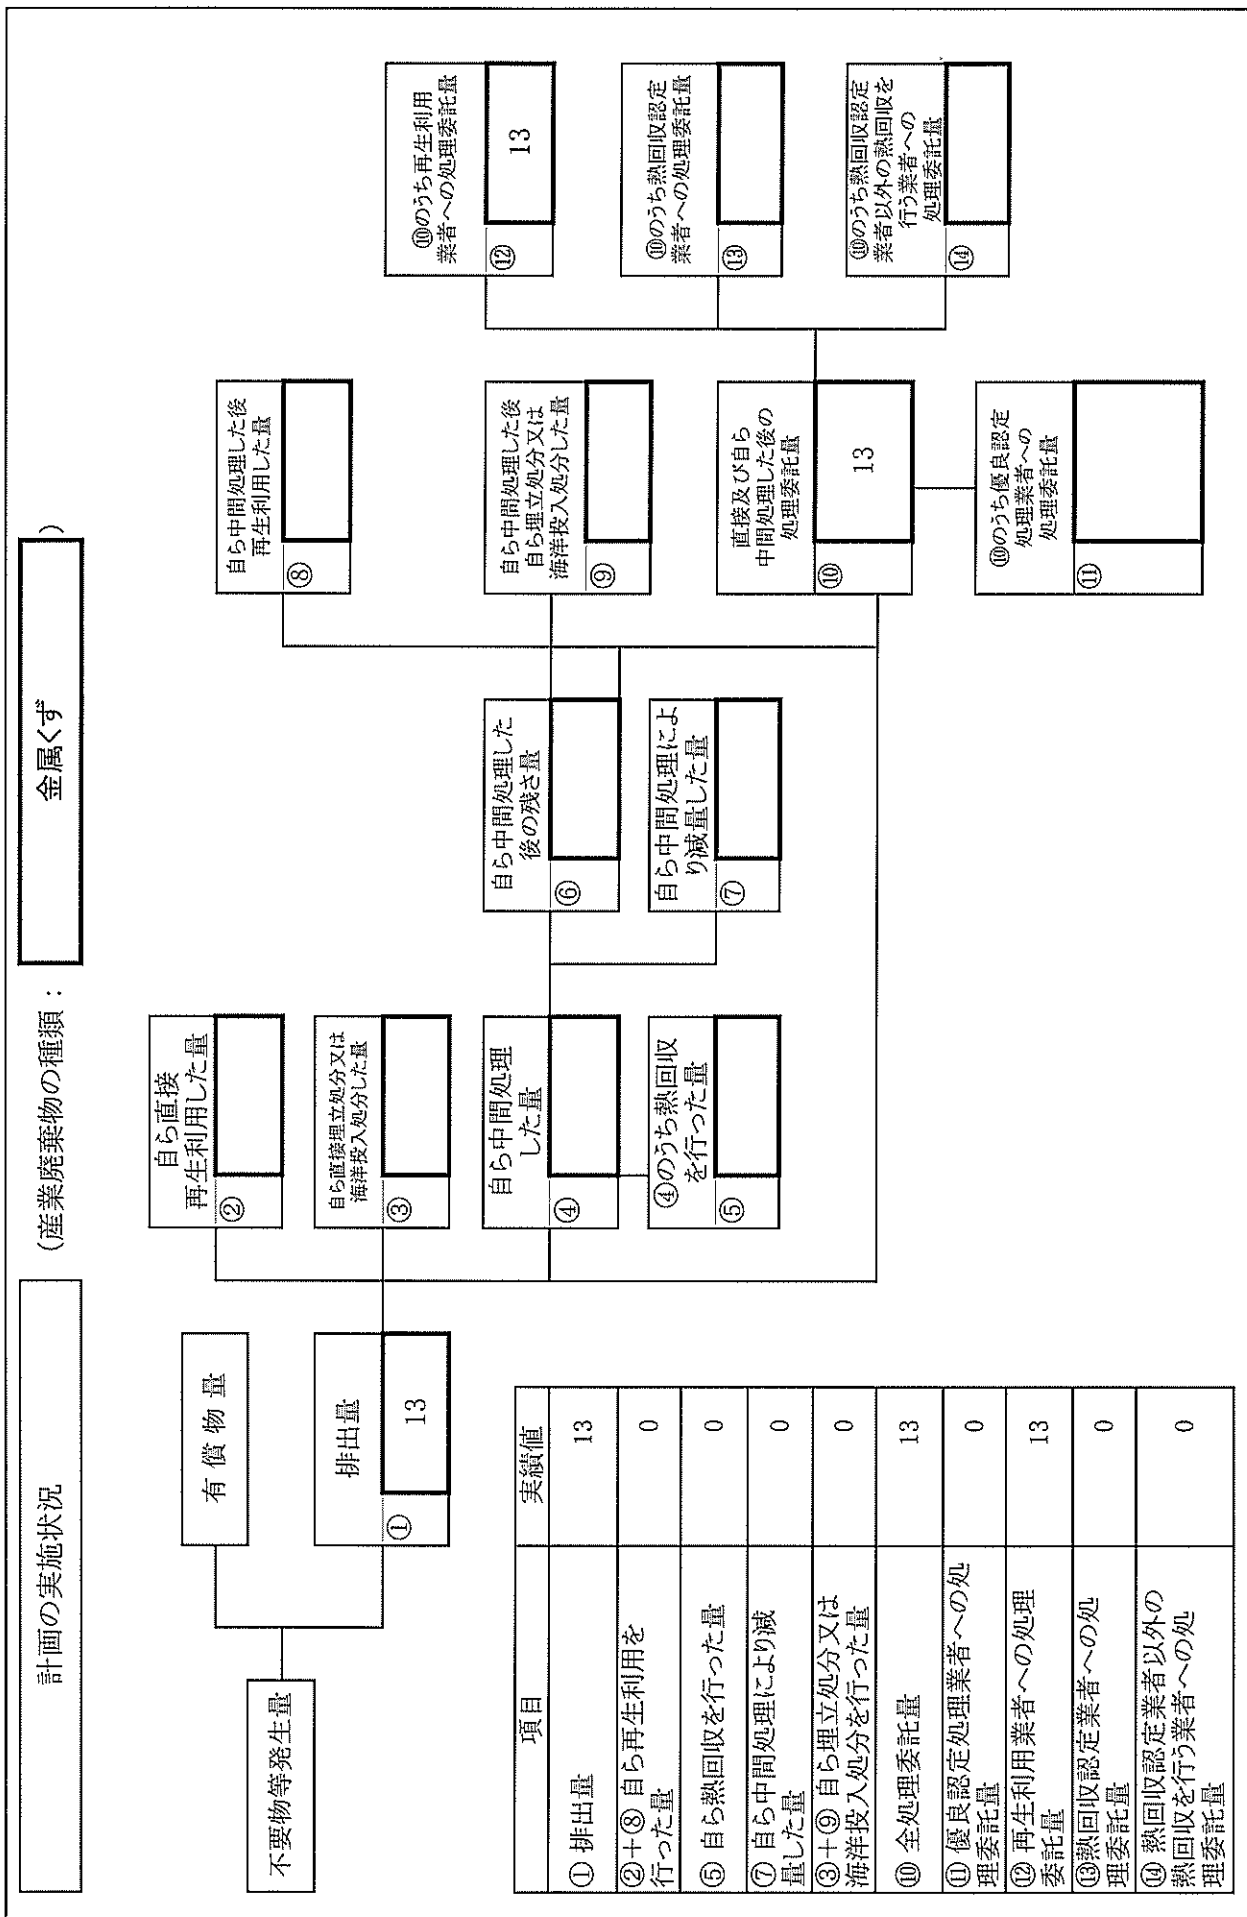 計画の実施状況
(産業廃棄物の種類：
金属くず
)
不要物等発生量
有償物量
排出量
①
13
自ら直接
再生利用した量
②
自ら直接埋立処分又は
海洋投入処分した量
③
自ら中間処理
した量
④
④のうち熱回収
を行った量
⑤
自ら中間処理した
後の残さ量
⑥
自ら中間処理によ
り減量した量
⑦
自ら中間処理した後
再生利用した量
⑧
自ら中間処理した後
自ら埋立処分又は
海洋投入処分した量
⑨
直接及び自ら
中間処理した後の
処理委託量
⑩
13
⑩のうち優良認定
処理業者への
処理委託量
⑪
⑩のうち再生利用
業者への処理委託量
⑫
13
⑩のうち熱回収認定
業者への処理委託量
⑬
⑩のうち熱回収認定
業者以外の熱回収を
行う業者への
処理委託量
⑭
項目 実績値
① 排出量 13
②＋⑧ 自ら再生利用を
行った量 0
⑤ 自ら熱回収を行った量 0
⑦ 自ら中間処理により減
量した量 0
③＋⑨ 自ら埋立処分又は
海洋投入処分を行った量 0
⑩ 全処理委託量 13
⑪ 優良認定処理業者への処
理委託量 0
⑫ 再生利用業者への処理
委託量 13
⑬熱回収認定業者への処
理委託量 0
⑭ 熱回収認定業者以外の
熱回収を行う業者への処
理委託量 0